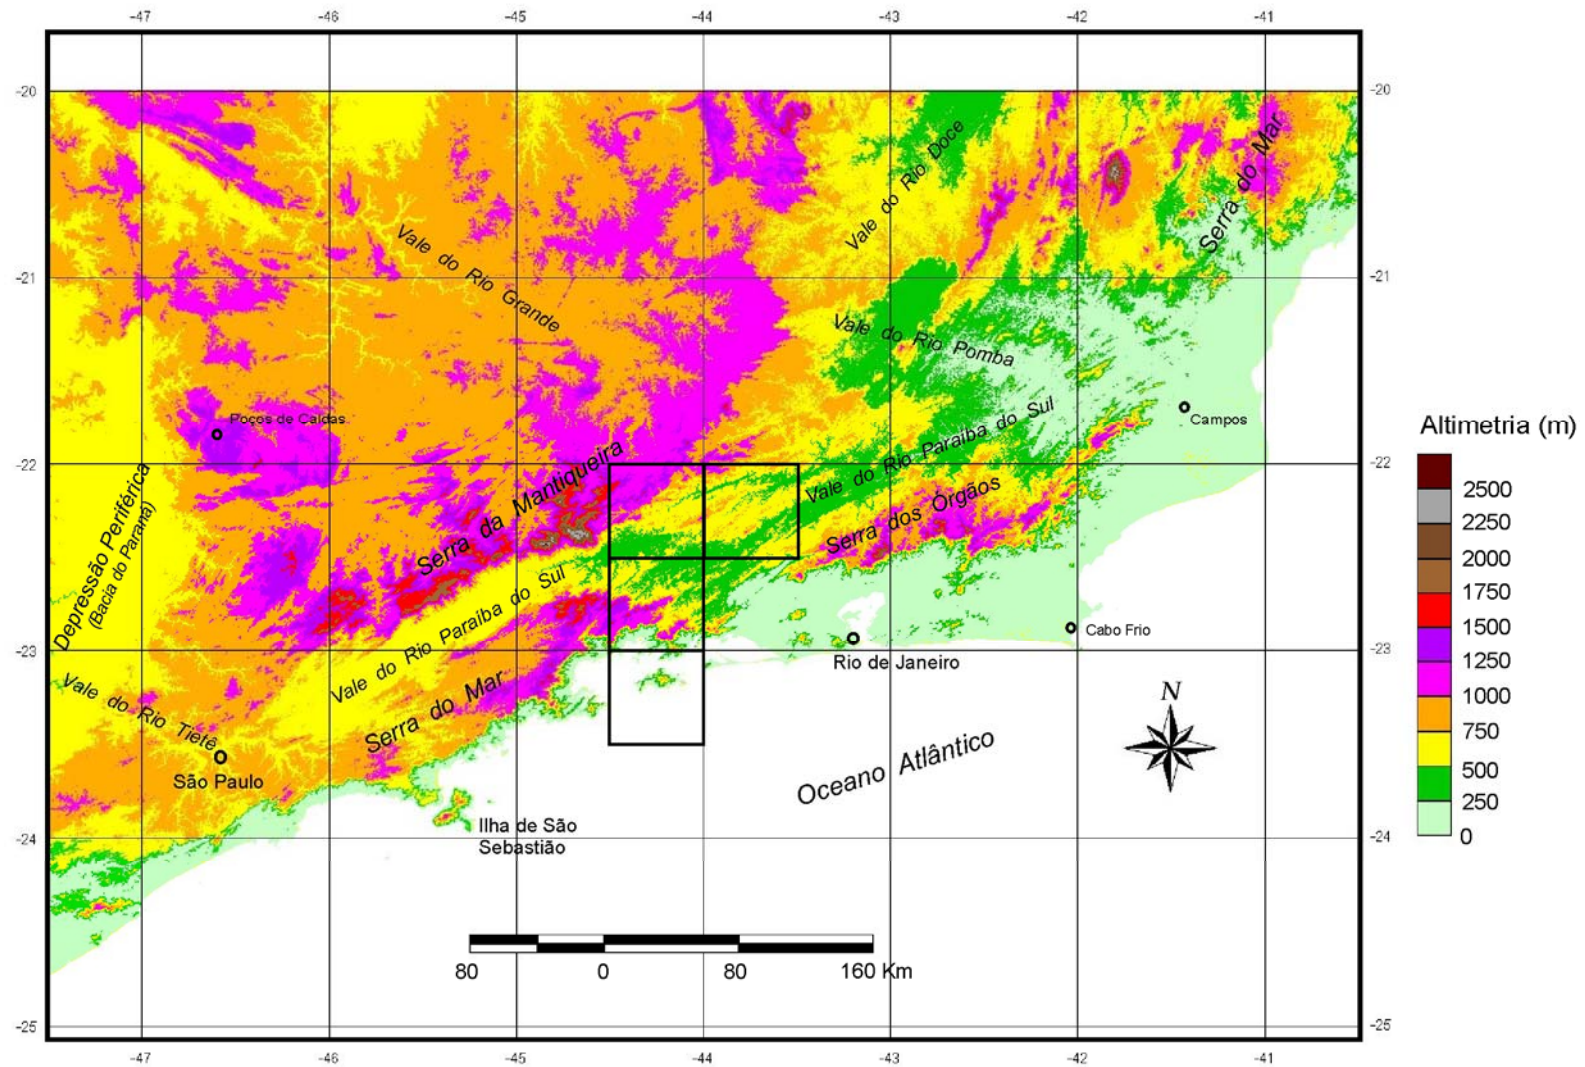 -47 -46 -45 -44 -43 -42 -41
-20 -20
Vale do Rio Doce
Serra do Mar
Vale do Rio Grande
-21 -21
Vale do Rio Pomba
Poços de Caldas
Campos
Vale do Rio Paraíba do Sul
-22 -22
Serra da Mantiqueira
Serra dos Órgãos
Depressão Periférica
(Bacia do Paraná)
Vale do Rio Paraíba do Sul
Cabo Frio
-23 -23
Rio de Janeiro
Vale do Rio Tietê
Serra do Mar
São Paulo
Oceano Atlântico
N
Ilha de São
Sebastião
-24 -24
80 0 80 160 Km
-25 -25
-47 -46 -45 -44 -43 -42 -41
Altimetria (m)
2500
2250
2000
1750
1500
1250
1000
750
500
250
0